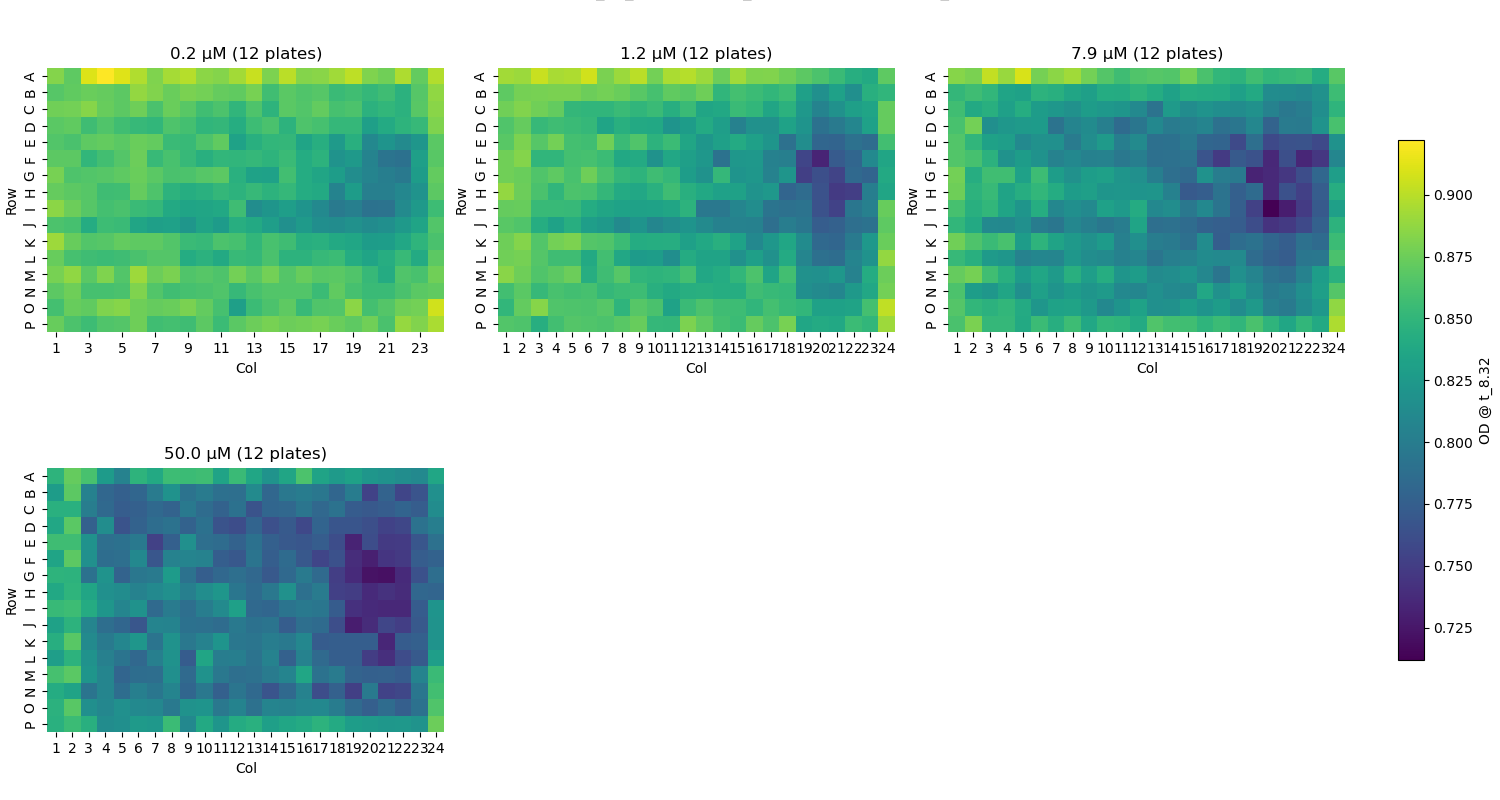 0.2 µM (12 plates)
A B C D E F G H I J K L M N O P
Row
1 3 5 7 9 11 13 15 17 19 21 23
Col
1.2 µM (12 plates)
A B C D E F G H I J K L M N O P
Row
1 2 3 4 5 6 7 8 9 10 11 12 13 14 15 16 17 18 19 20 21 22 23 24
Col
7.9 µM (12 plates)
A B C D E F G H I J K L M N O P
Row
1 2 3 4 5 6 7 8 9 10 11 12 13 14 15 16 17 18 19 20 21 22 23 24
Col
50.0 µM (12 plates)
A B C D E F G H I J K L M N O P
Row
1 2 3 4 5 6 7 8 9 10 11 12 13 14 15 16 17 18 19 20 21 22 23 24
Col
0.900
0.875
0.850
0.825
0.800
0.775
0.750
0.725
OD @ t_8.32